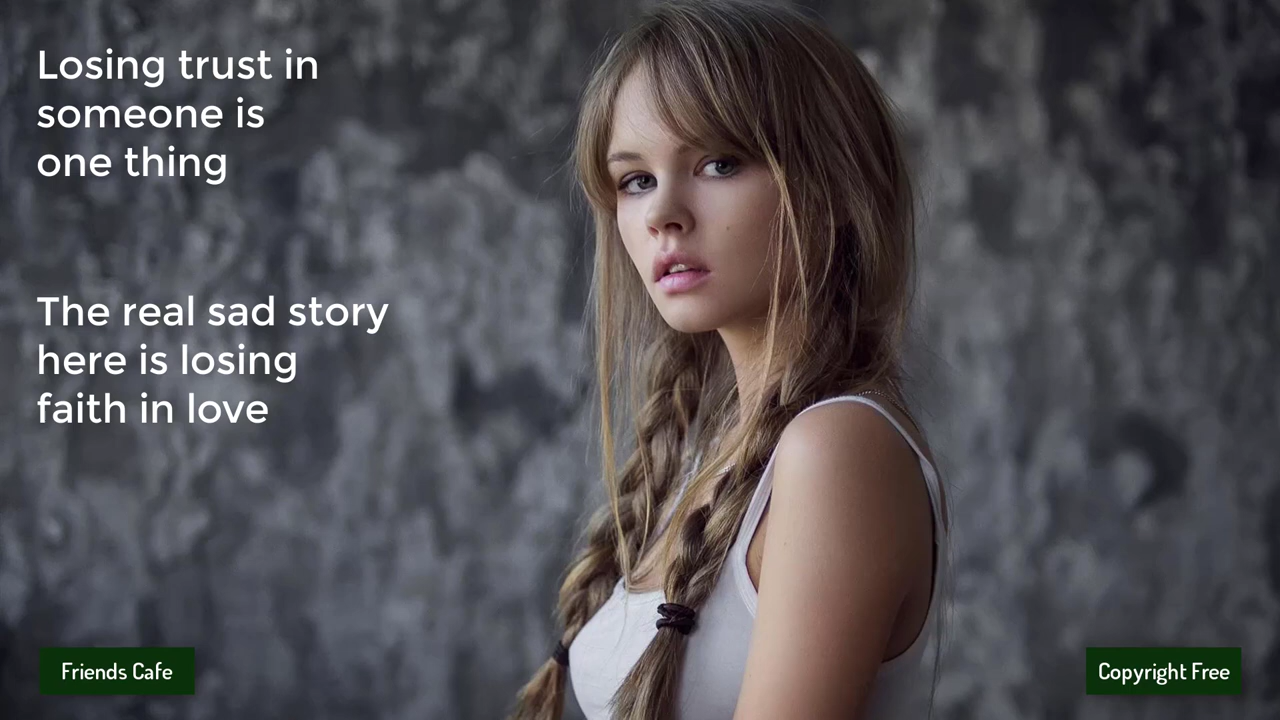 Losing trust in
someone is
one thing
The real sad story
here is losing
faith in love
Friends Cafe
Copyright Free